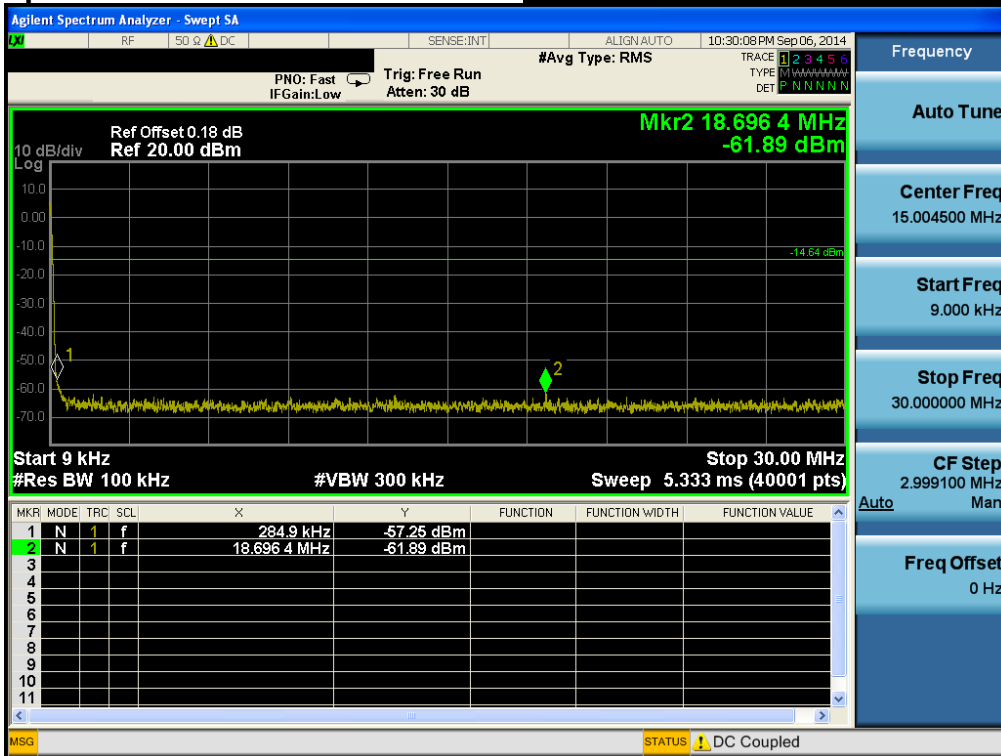 Agilent Spectrum Analyzer - Swept SA
LXI RF 50 Ω DC SENSE:INT ALIGN AUTO 10:30:08 PM Sep 06, 2014
Frequency
#Avg Type: RMS
TRACE 1 2 3 4 5 6
PNO: Fast Trig: Free Run
TYPE M WWWWW
IFGain:Low Atten: 30 dB
DET P N N N N N
Auto Tune
Mkr2 18.696 4 MHz
Ref Offset 0.18 dB
10 dB/div Ref 20.00 dBm -61.89 dBm
Log
10.0
0.00
-10.0
-14.64 dBm
-20.0
-30.0
-40.0
-50.0
-60.0
-70.0
1
2
Start 9 kHz Stop 30.00 MHz
#Res BW 100 kHz #VBW 300 kHz Sweep 5.333 ms (40001 pts)
Center Freq
15.004500 MHz
Start Freq
9.000 kHz
Stop Freq
30.000000 MHz
CF Step
2.999100 MHz
Auto Man
Freq Offset
0 Hz
MKR MODE TRC SCL X Y FUNCTION FUNCTION WIDTH FUNCTION VALUE
1 N 1 f 284.9 kHz -57.25 dBm
2 N 1 f 18.696 4 MHz -61.89 dBm
3
4
5
6
7
8
9
10
11
MSG STATUS DC Coupled